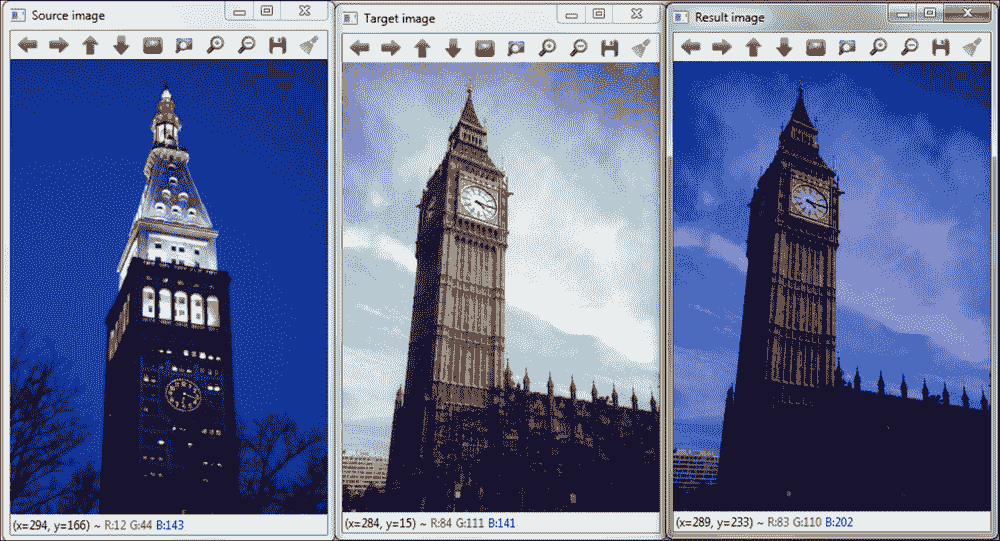 Source image
(x=294, y=166) ~ R:12 G:44 B:143
Target image
(x=284, y=15) ~ R:84 G:111 B:141
Result image
(x=289, y=233) ~ R:83 G:110 B:202